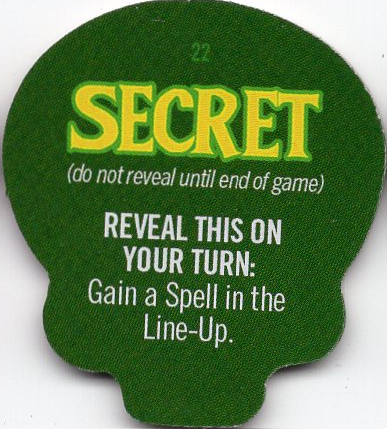 22
SECRET
(do not reveal until end of game)
REVEAL THIS ON
YOUR TURN:
Gain a Spell in the
Line-Up.